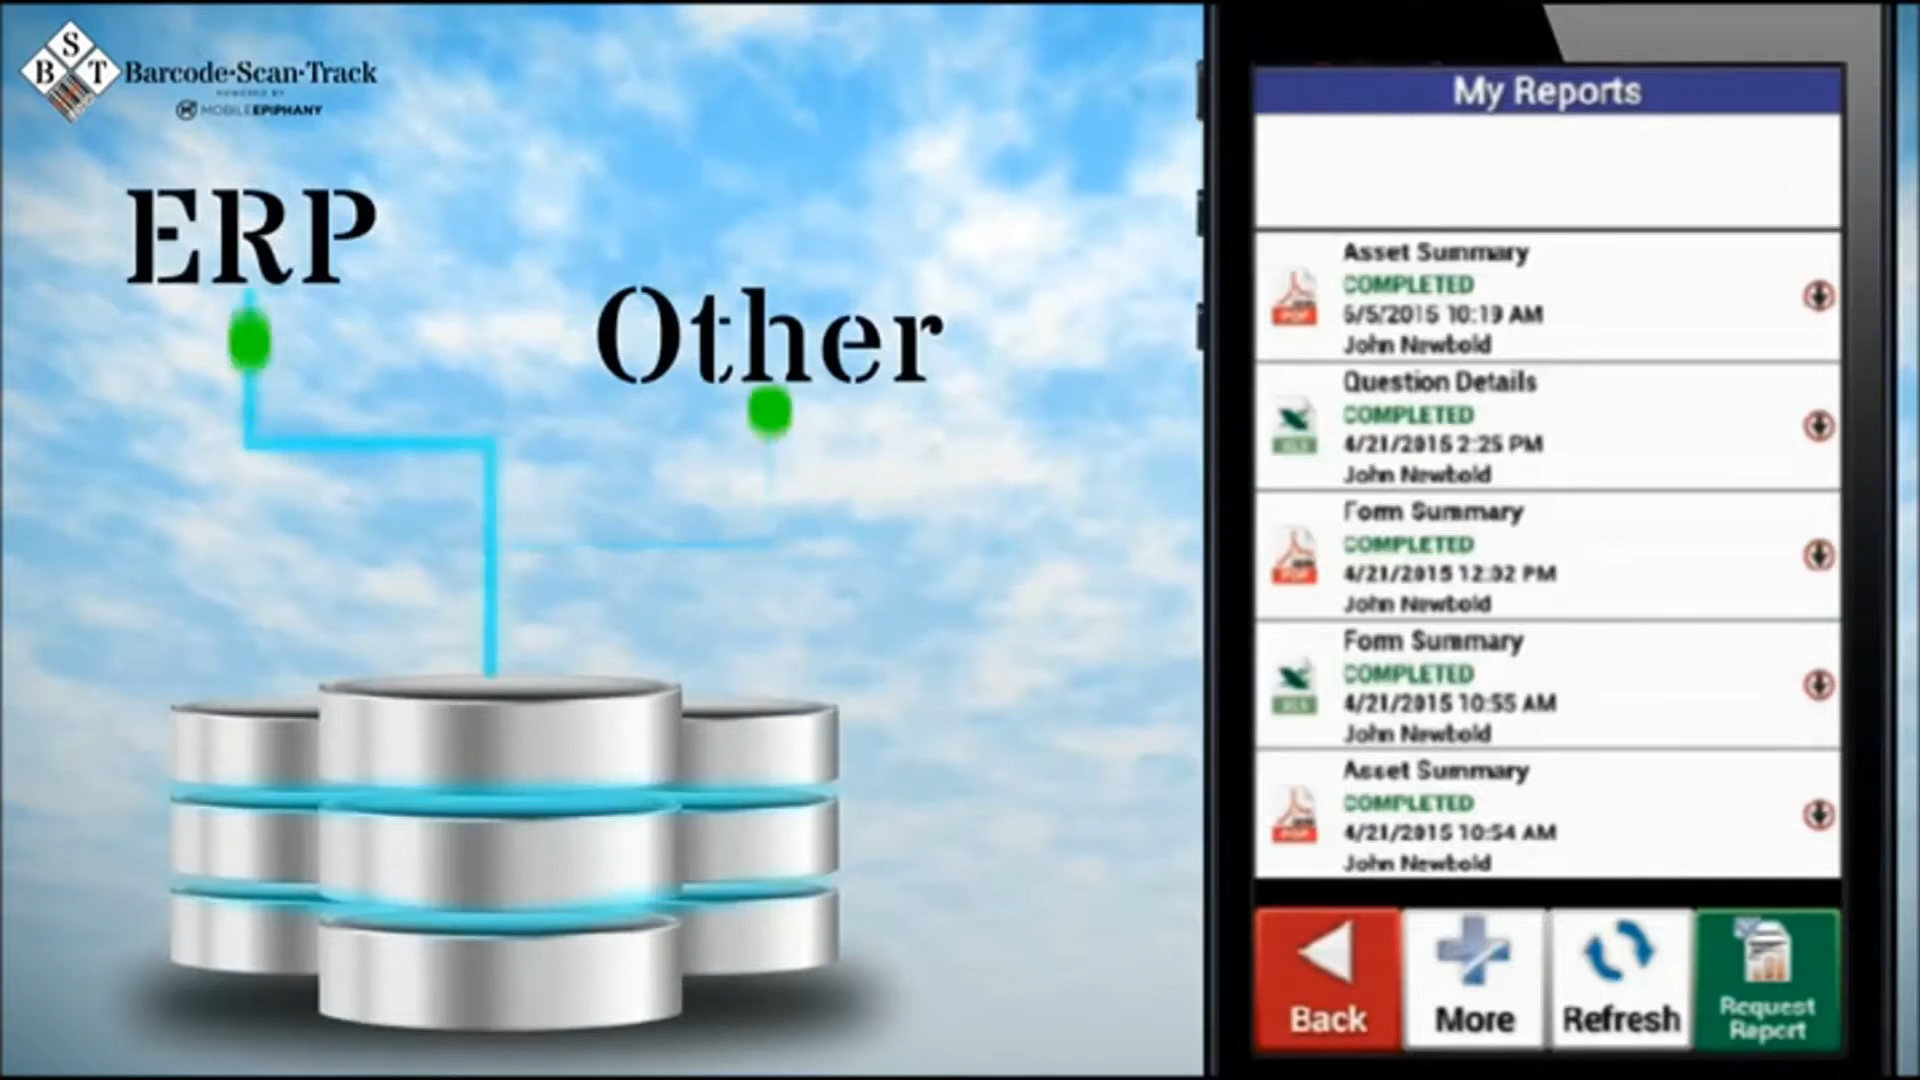 S
B T
Barcode-Scan-Track
POWERED BY
MOBILEEPIPHANY
ERP
Other
My Reports
Asset Summary
COMPLETED
5/5/2015 10:19 AM
John Newbold
Question Details
COMPLETED
4/21/2015 2:25 PM
John Newbold
Form Summary
COMPLETED
4/21/2015 12:02 PM
John Newbold
Form Summary
COMPLETED
4/21/2015 10:55 AM
John Newbold
Asset Summary
COMPLETED
4/21/2015 10:54 AM
John Newbold
Back
More
Refresh
Request
Report